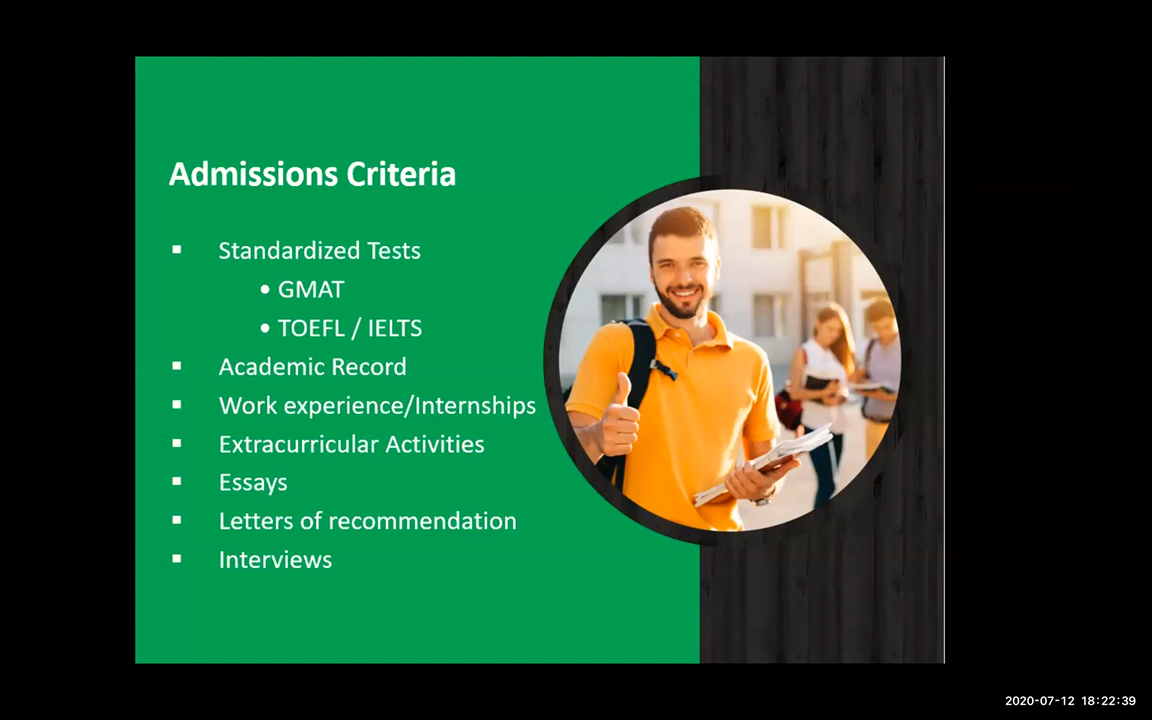 Admissions Criteria
▪ Standardized Tests
• GMAT
• TOEFL / IELTS
▪ Academic Record
▪ Work experience/Internships
▪ Extracurricular Activities
▪ Essays
▪ Letters of recommendation
▪ Interviews
2020-07-12 18:22:39